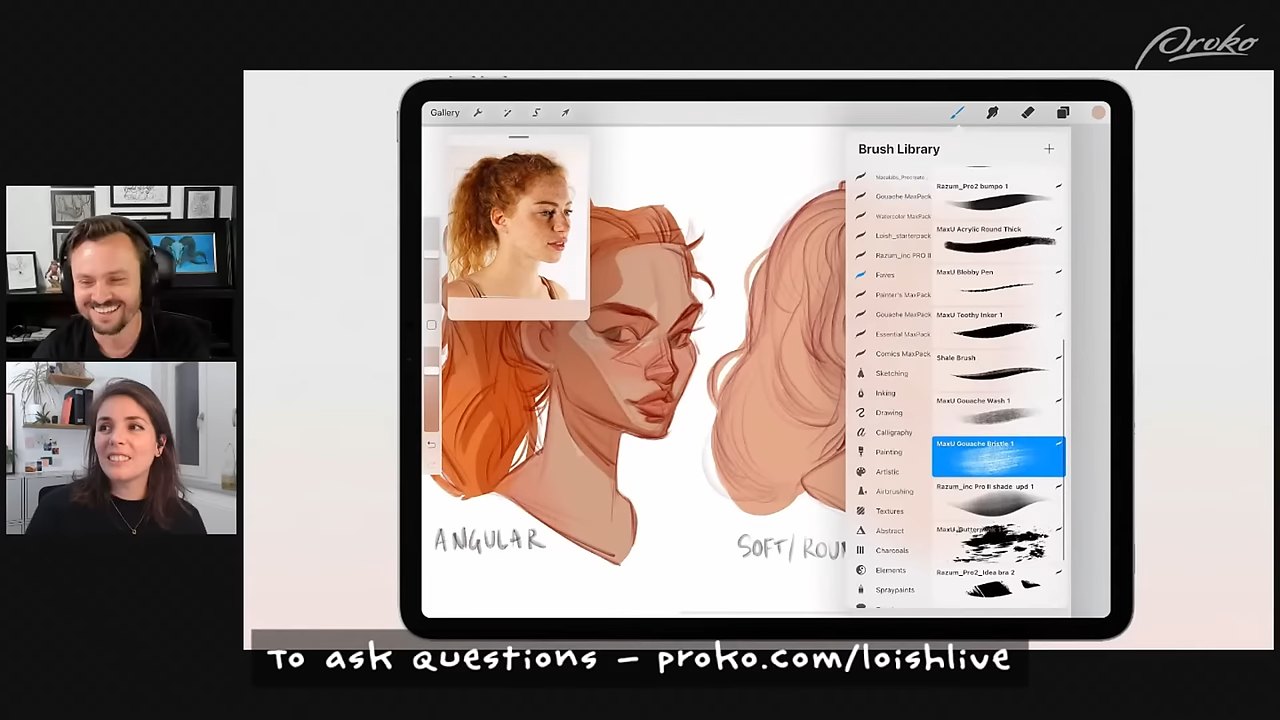 Proko
Gallery
Brush Library
Gouache MaxPack
Watercolor MaxPack
Loish_starterpack
Razum_inc PRO II
Faves
Painter's MaxPack
Gouache MaxPack
Essential MaxPack
Comics MaxPack
Sketching
Inking
Drawing
Calligraphy
Painting
Artistic
Airbrushing
Textures
Abstract
Charcoals
Elements
Spraypaints
Razum_Pro2 bumpo 1
MaxU Acrylic Round Thick
MaxU Blobby Pen
MaxU Toothy Inker 1
Shale Brush
MaxU Gouache Wash 1
MaxU Gouache Bristle 1
Razum_inc Pro II shade upd 1
Razum_Pro2_Idea bra 2
ANGULAR
SOFT/ROUN
To ask questions – proko.com/loishlive